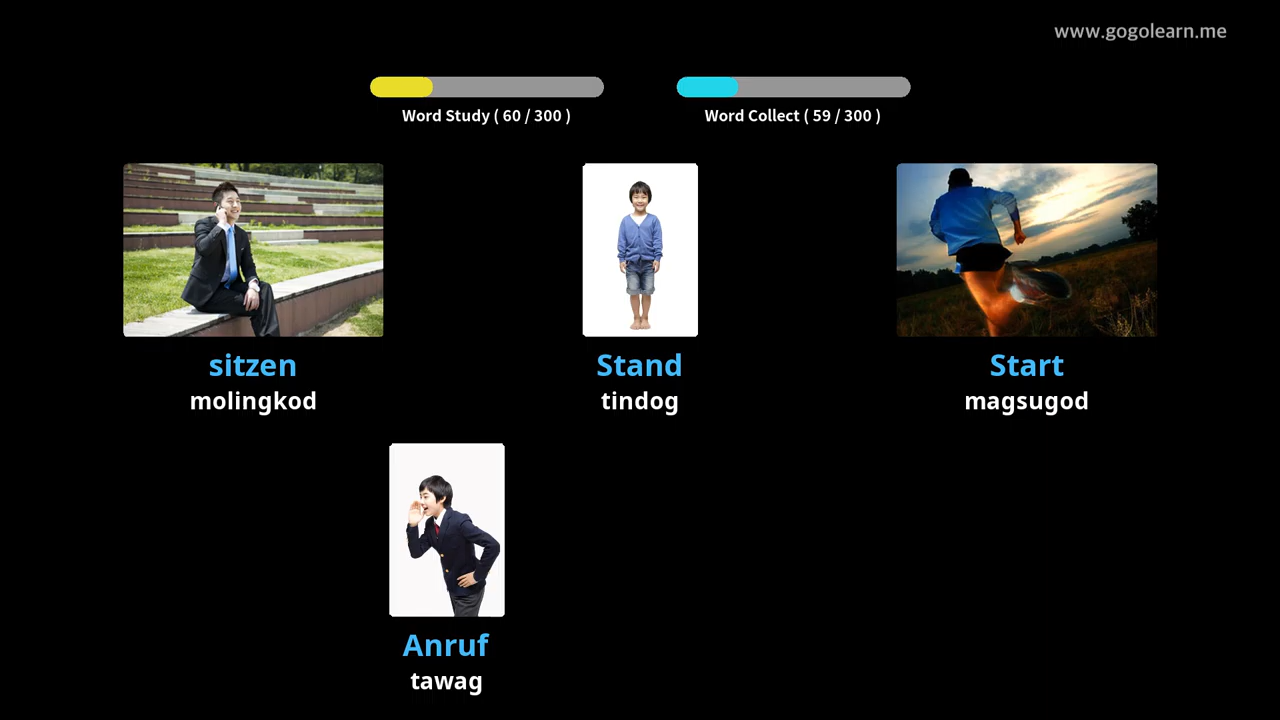 www.gogolearn.me
Word Study ( 60 / 300 )
Word Collect ( 59 / 300 )
sitzen
molingkod
Stand
tindog
Start
magsugod
Anruf
tawag